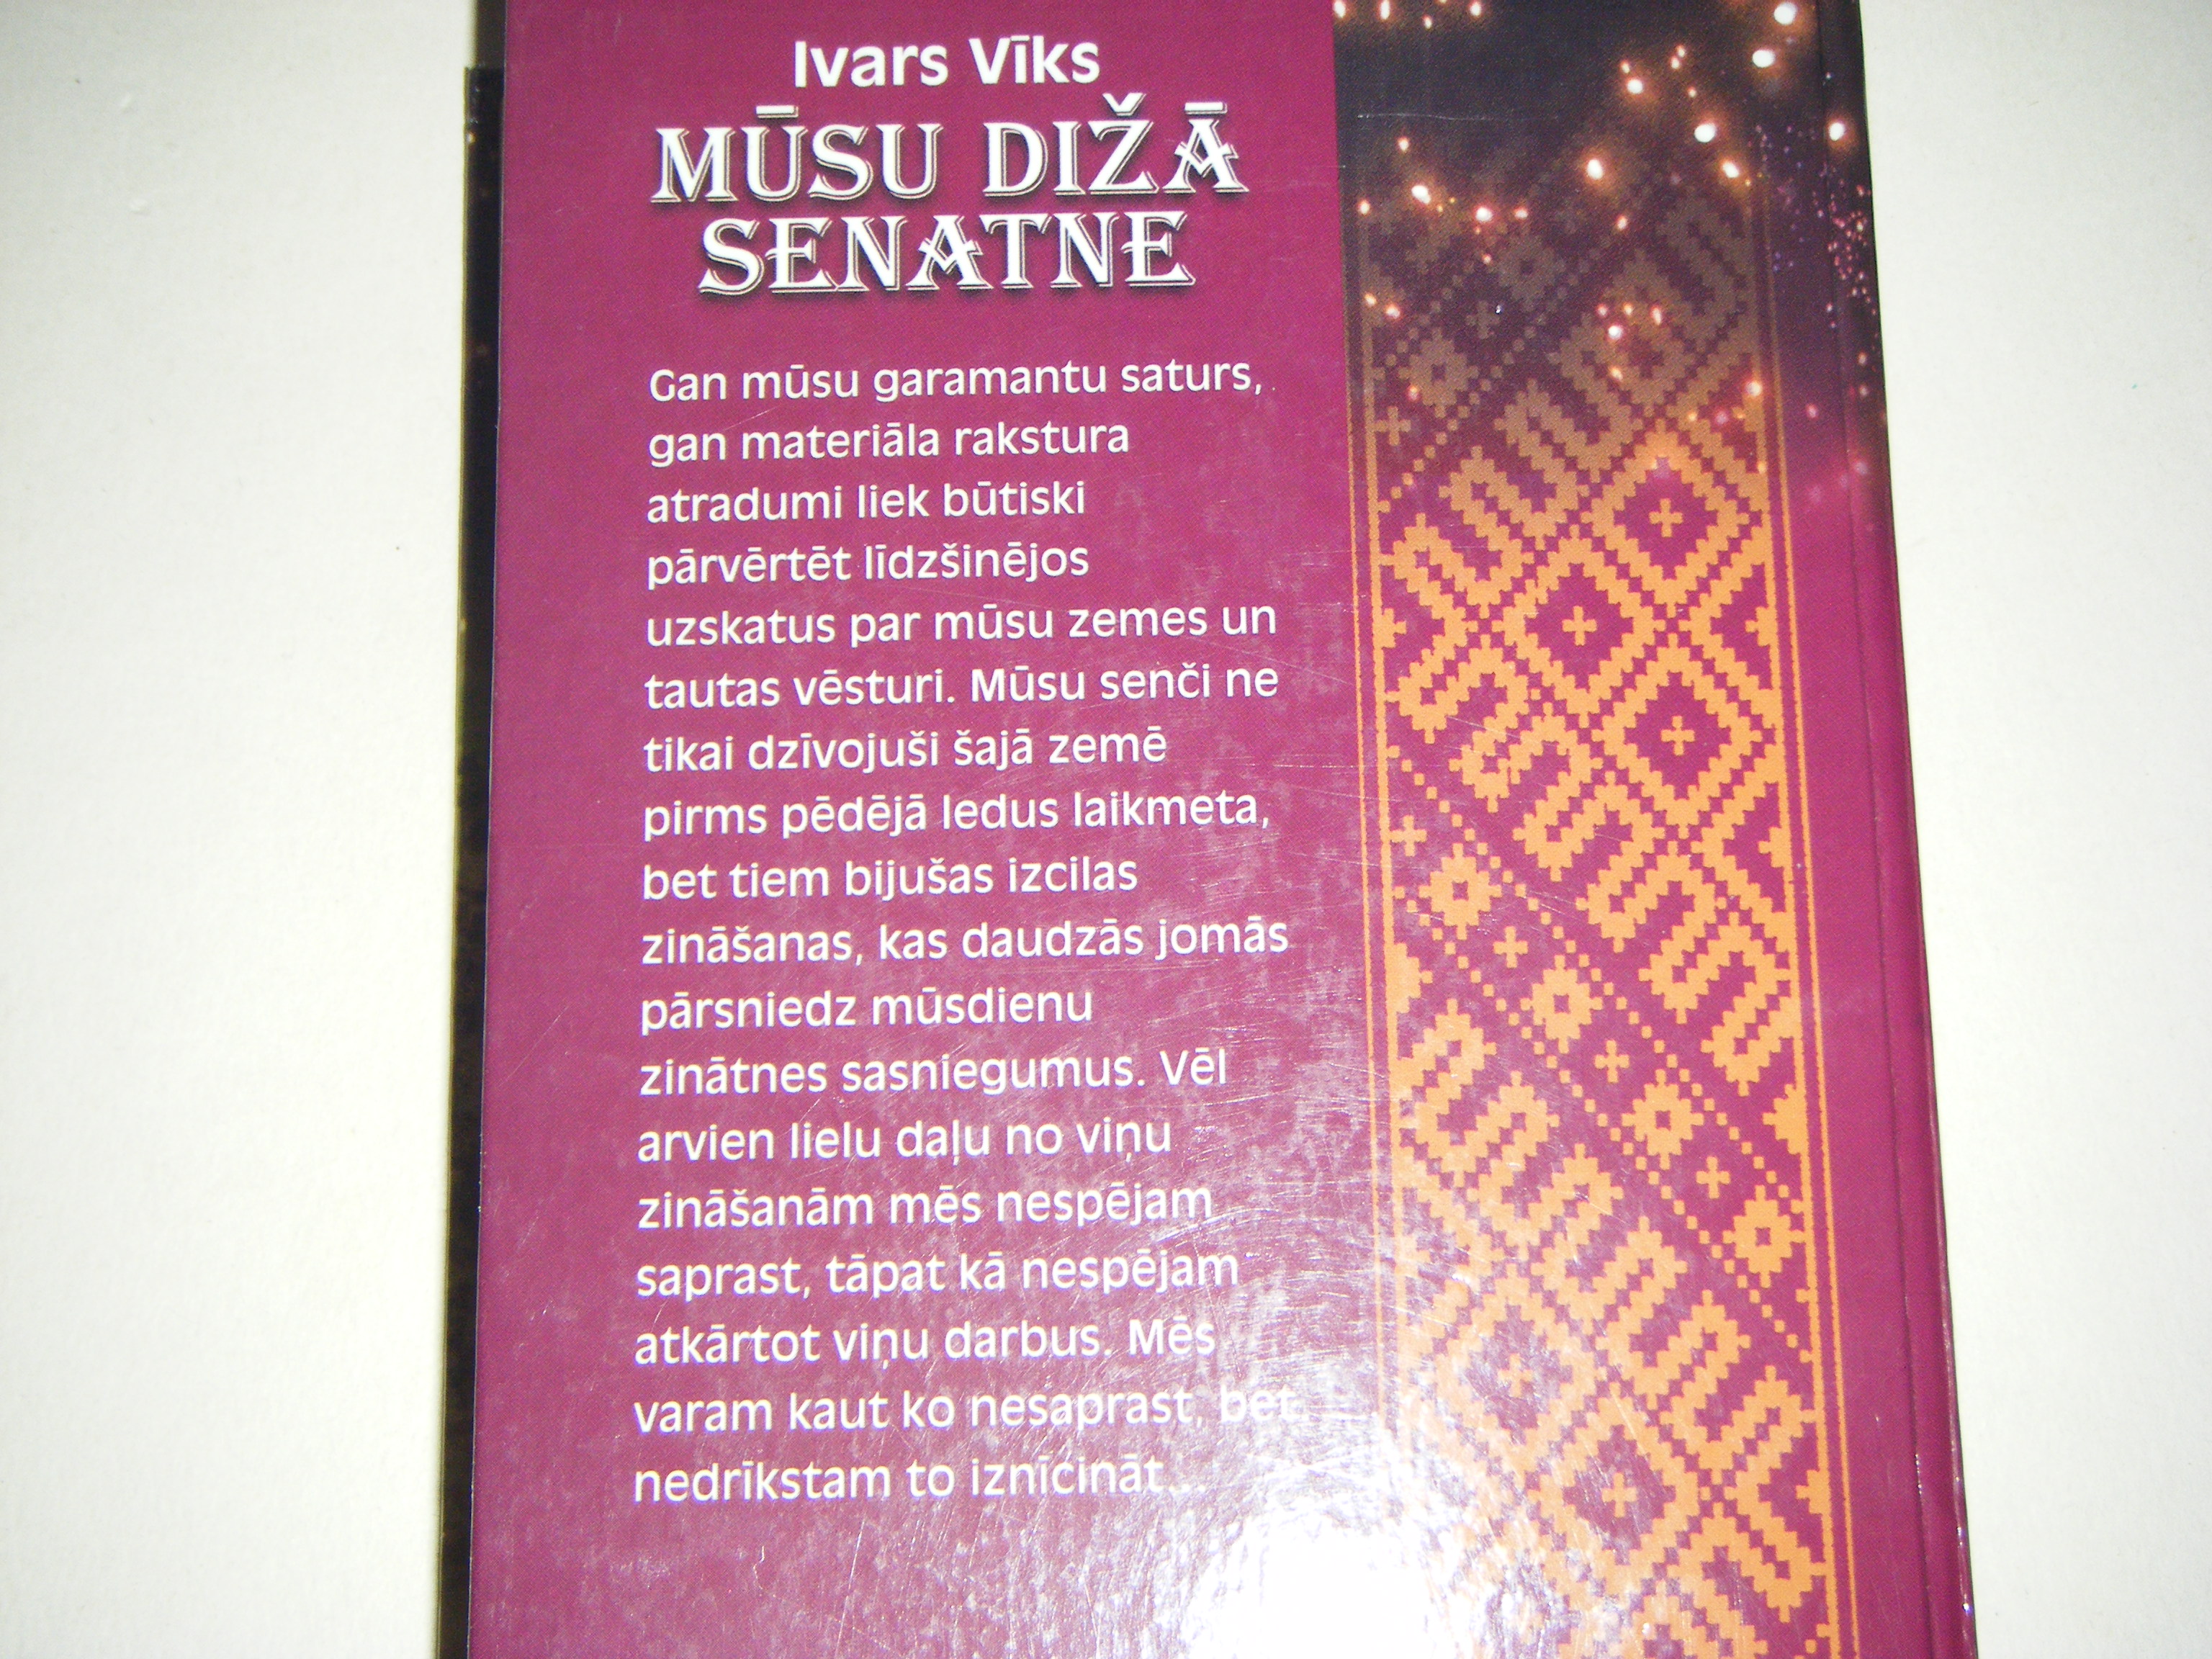 Ivars Vīks
MŪSU DIŽĀ
SENATNE
Gan mūsu garamantu saturs,
gan materiāla rakstura
atradumi liek būtiski
pārvērtēt līdzšinējos
uzskatus par mūsu zemes un
tautas vēsturi. Mūsu senči ne
tikai dzīvojuši šajā zemē
pirms pēdējā ledus laikmeta,
bet tiem bijušas izcilas
zināšanas, kas daudzās jomās
pārsniedz mūsdienu
zinātnes sasniegumus. Vēl
arvien lielu daļu no viņu
zināšanām mēs nespējam
saprast, tāpat kā nespējam
atkārtot viņu darbus. Mēs
varam kaut ko nesaprast, bet
nedrīkstam to iznīcināt...